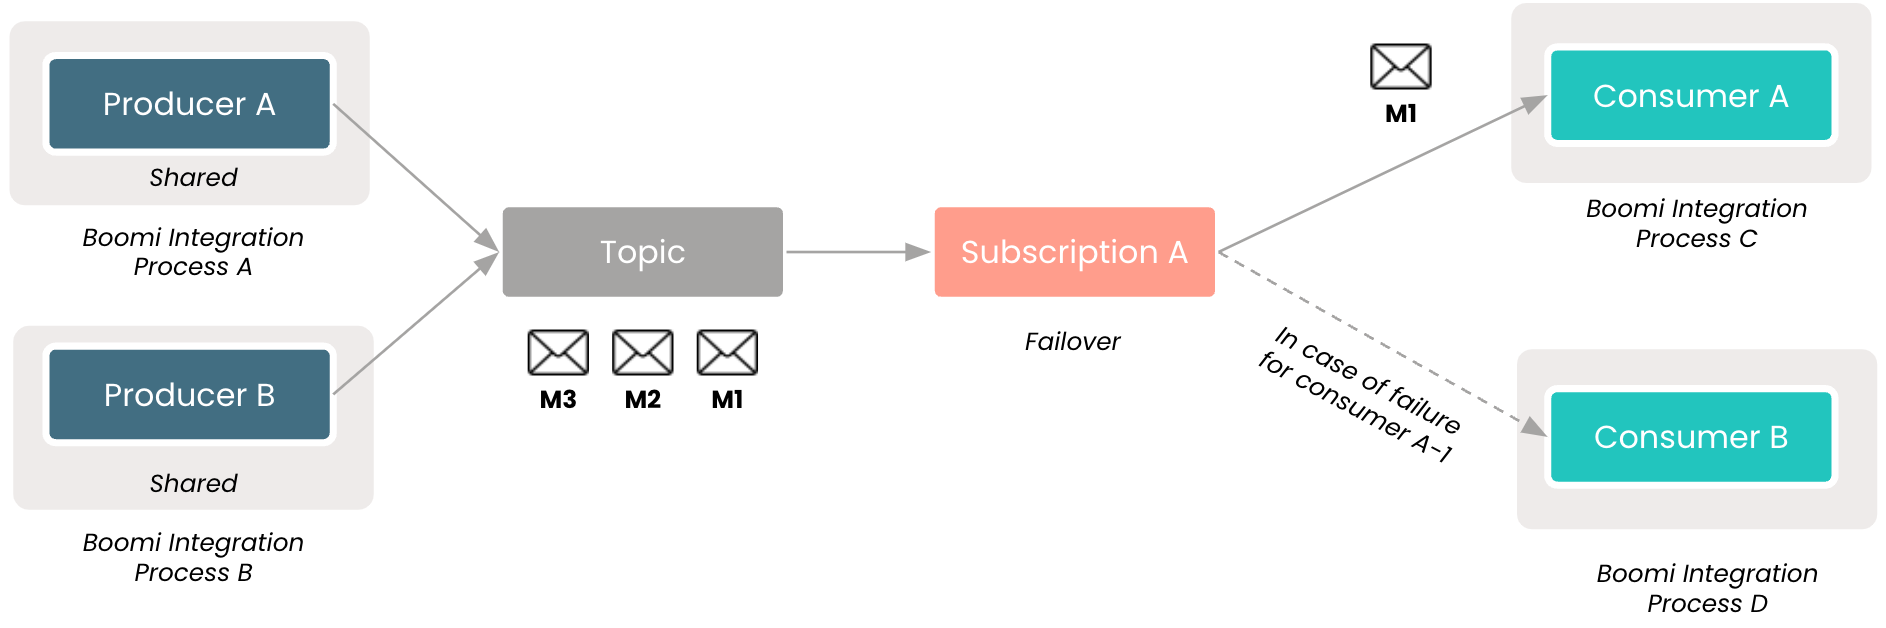 Producer A
Shared
Boomi Integration
Process A
Producer B
Shared
Boomi Integration
Process B
Topic
M3 M2 M1
Subscription A
Failover
M1
In case of failure
for consumer A-1
Consumer A
Boomi Integration
Process C
Consumer B
Boomi Integration
Process D